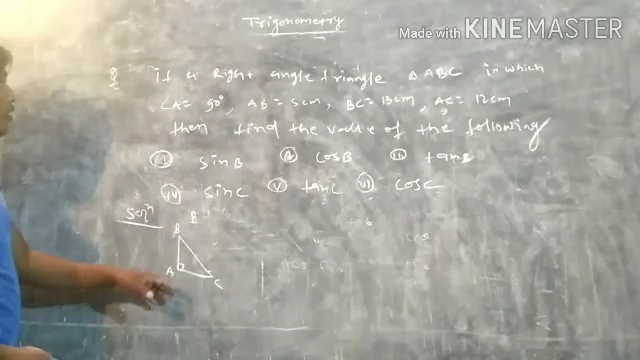 Trigonometry
Made with KINEMASTER
Q If a Right angle triangle △ ABC in which
∠A = 90°, AB = 5cm, BC = 13cm, AC = 12cm
then find the value of the following
(i) sinB (ii) cosB (iii) tanB
(iv) sinC (v) tanC (vi) cosC
Solⁿ
B
B
A
C